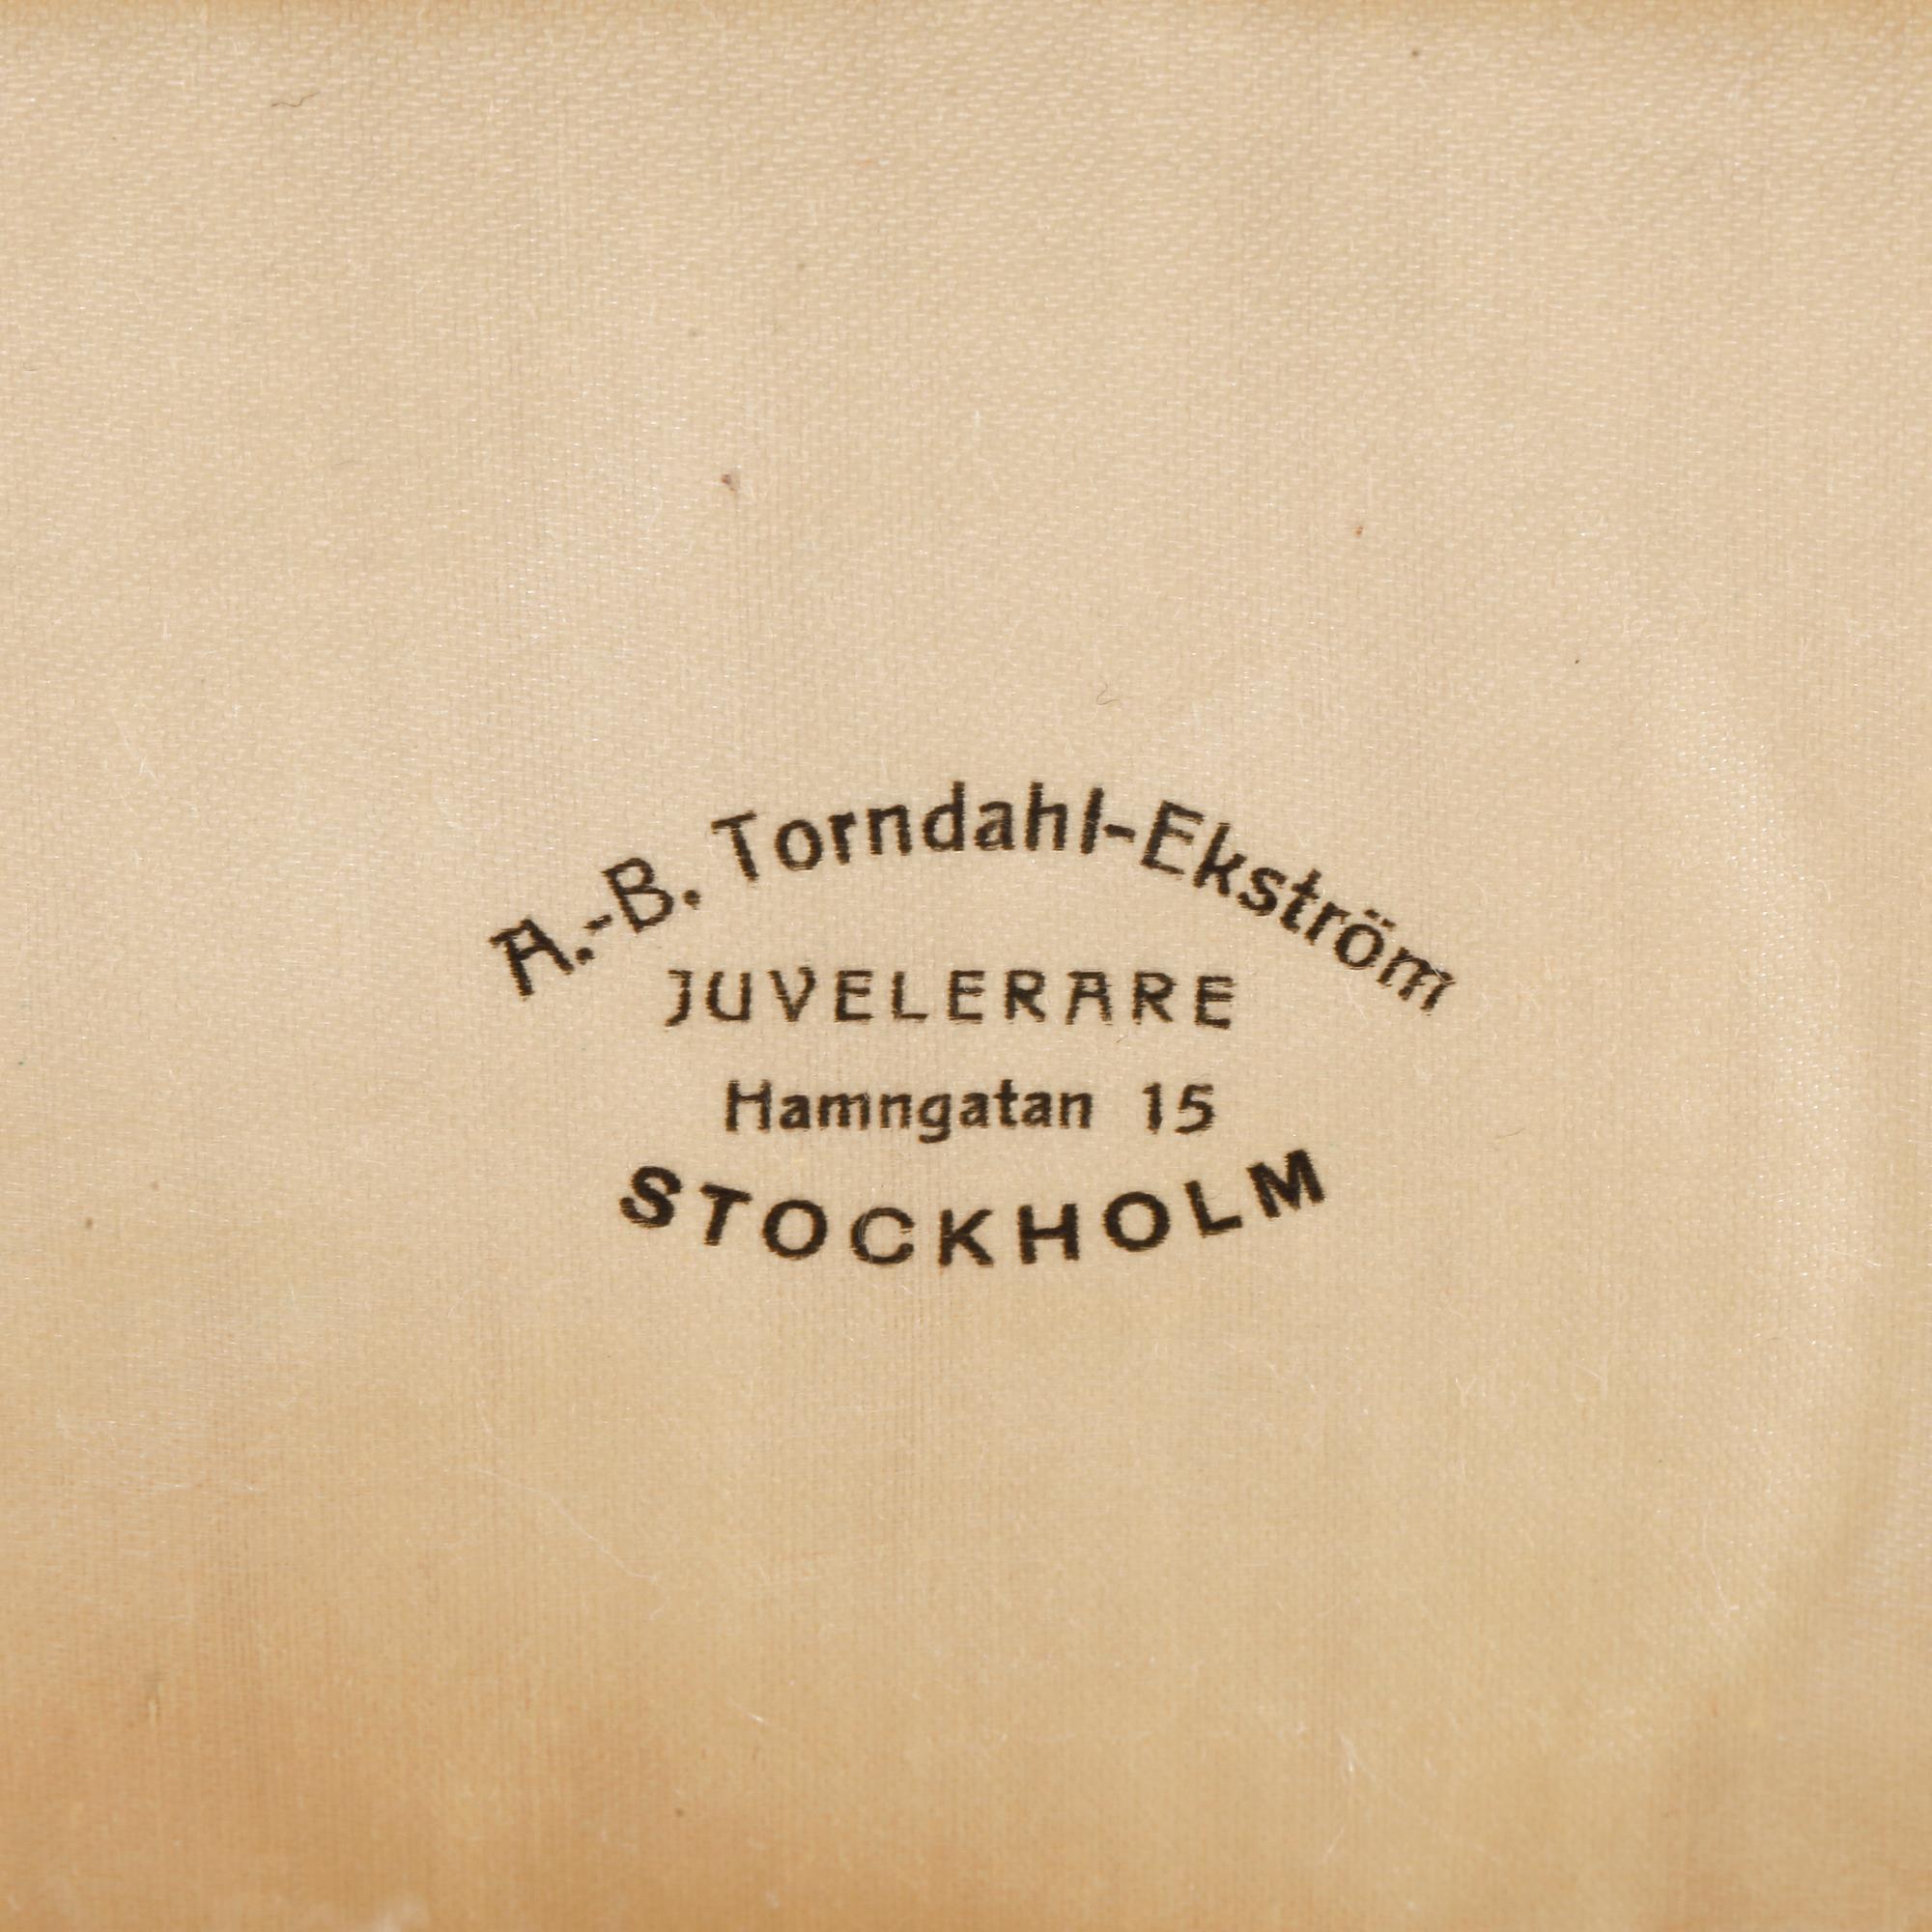 A.-B. Torndahl-Ekström
JUVELERARE
Hamngatan 15
STOCKHOLM